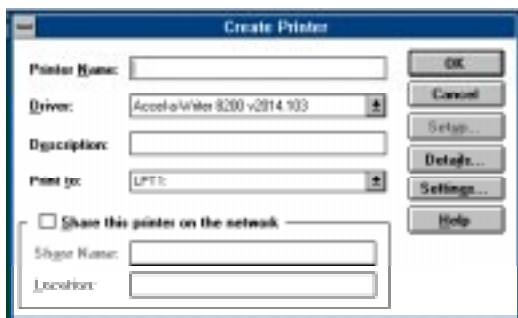 Create Printer
Printer Name:
Driver: Accel-a-Writer 8200 v2014.103
Description:
Print to: LPT1:
Share this printer on the network
Share Name:
Location:
OK
Cancel
Setup...
Details...
Settings...
Help